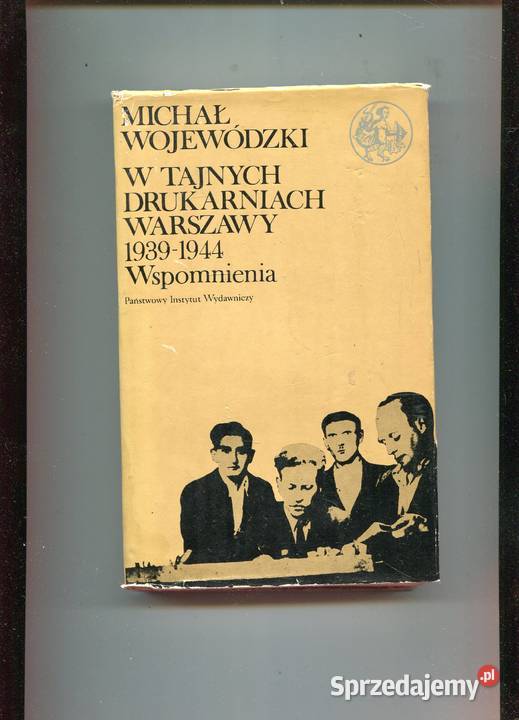 MICHAŁ
WOJEWÓDZKI
W TAJNYCH
DRUKARNIACH
WARSZAWY
1939-1944
Wspomnienia
Państwowy Instytut Wydawniczy
Sprzedajemy.pl